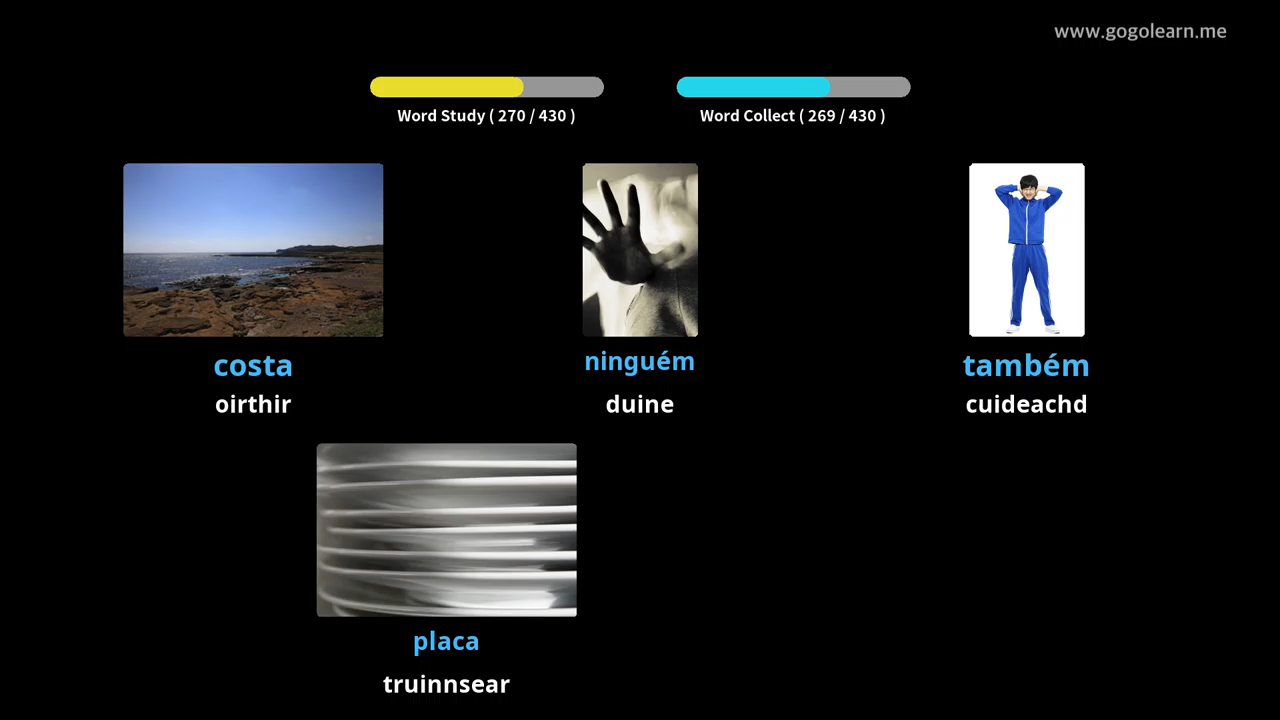 www.gogolearn.me
Word Study ( 270 / 430 )
Word Collect ( 269 / 430 )
costa
oirthir
ninguém
duine
também
cuideachd
placa
truinnsear